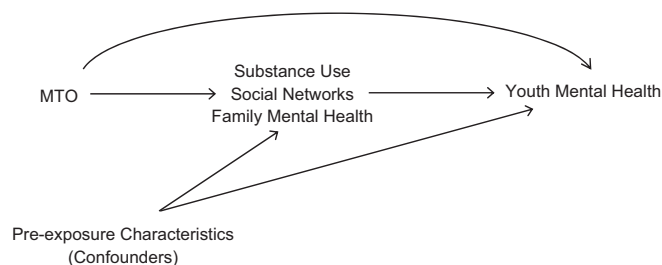 MTO
Substance Use
Social Networks
Family Mental Health
Youth Mental Health
Pre-exposure Characteristics
(Confounders)